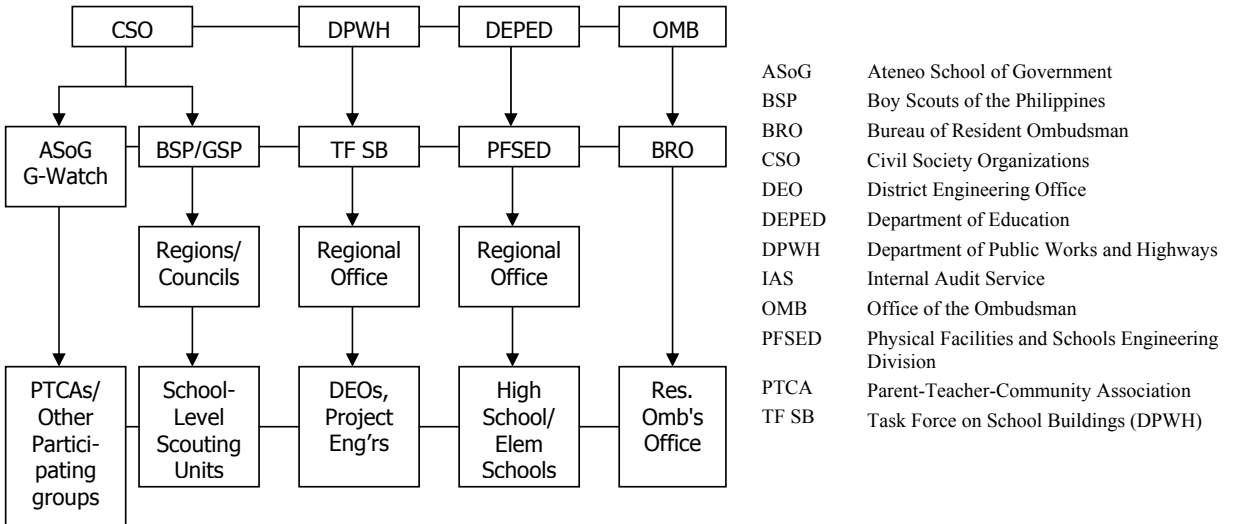 CSO
DPWH
DEPED
OMB
ASoG
G-Watch
BSP/GSP
TF SB
PFSED
BRO
Regions/
Councils
Regional
Office
Regional
Office
PTCAs/
Other
Partici-
pating
groups
School-
Level
Scouting
Units
DEOs,
Project
Eng'rs
High
School/
Elem
Schools
Res.
Omb's
Office
ASoG Ateneo School of Government
BSP Boy Scouts of the Philippines
BRO Bureau of Resident Ombudsman
CSO Civil Society Organizations
DEO District Engineering Office
DEPED Department of Education
DPWH Department of Public Works and Highways
IAS Internal Audit Service
OMB Office of the Ombudsman
PFSED Physical Facilities and Schools Engineering
Division
PTCA Parent-Teacher-Community Association
TF SB Task Force on School Buildings (DPWH)